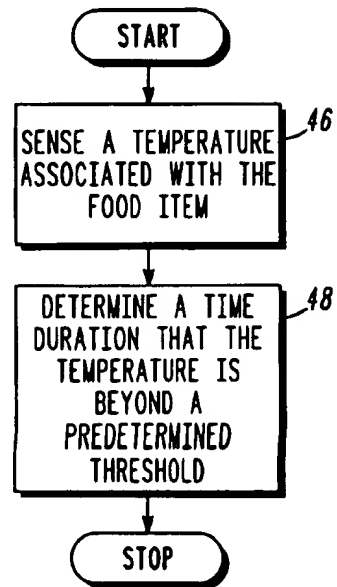 START
46
SENSE A TEMPERATURE
ASSOCIATED WITH THE
FOOD ITEM
48
DETERMINE A TIME
DURATION THAT THE
TEMPERATURE IS
BEYOND A
PREDETERMINED
THRESHOLD
STOP